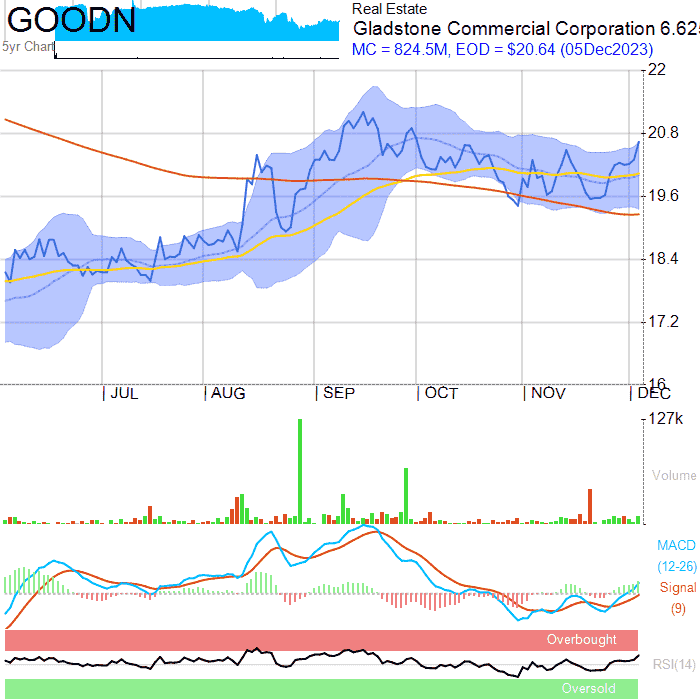 GOODN
5yr Chart
Real Estate
Gladstone Commercial Corporation 6.62
MC = 824.5M, EOD = $20.64 (05Dec2023)
22
20.8
19.6
18.4
17.2
16
JUL
AUG
SEP
OCT
NOV
DEC
127k
Volume
MACD
(12-26)
Signal
(9)
Overbought
RSI(14)
Oversold